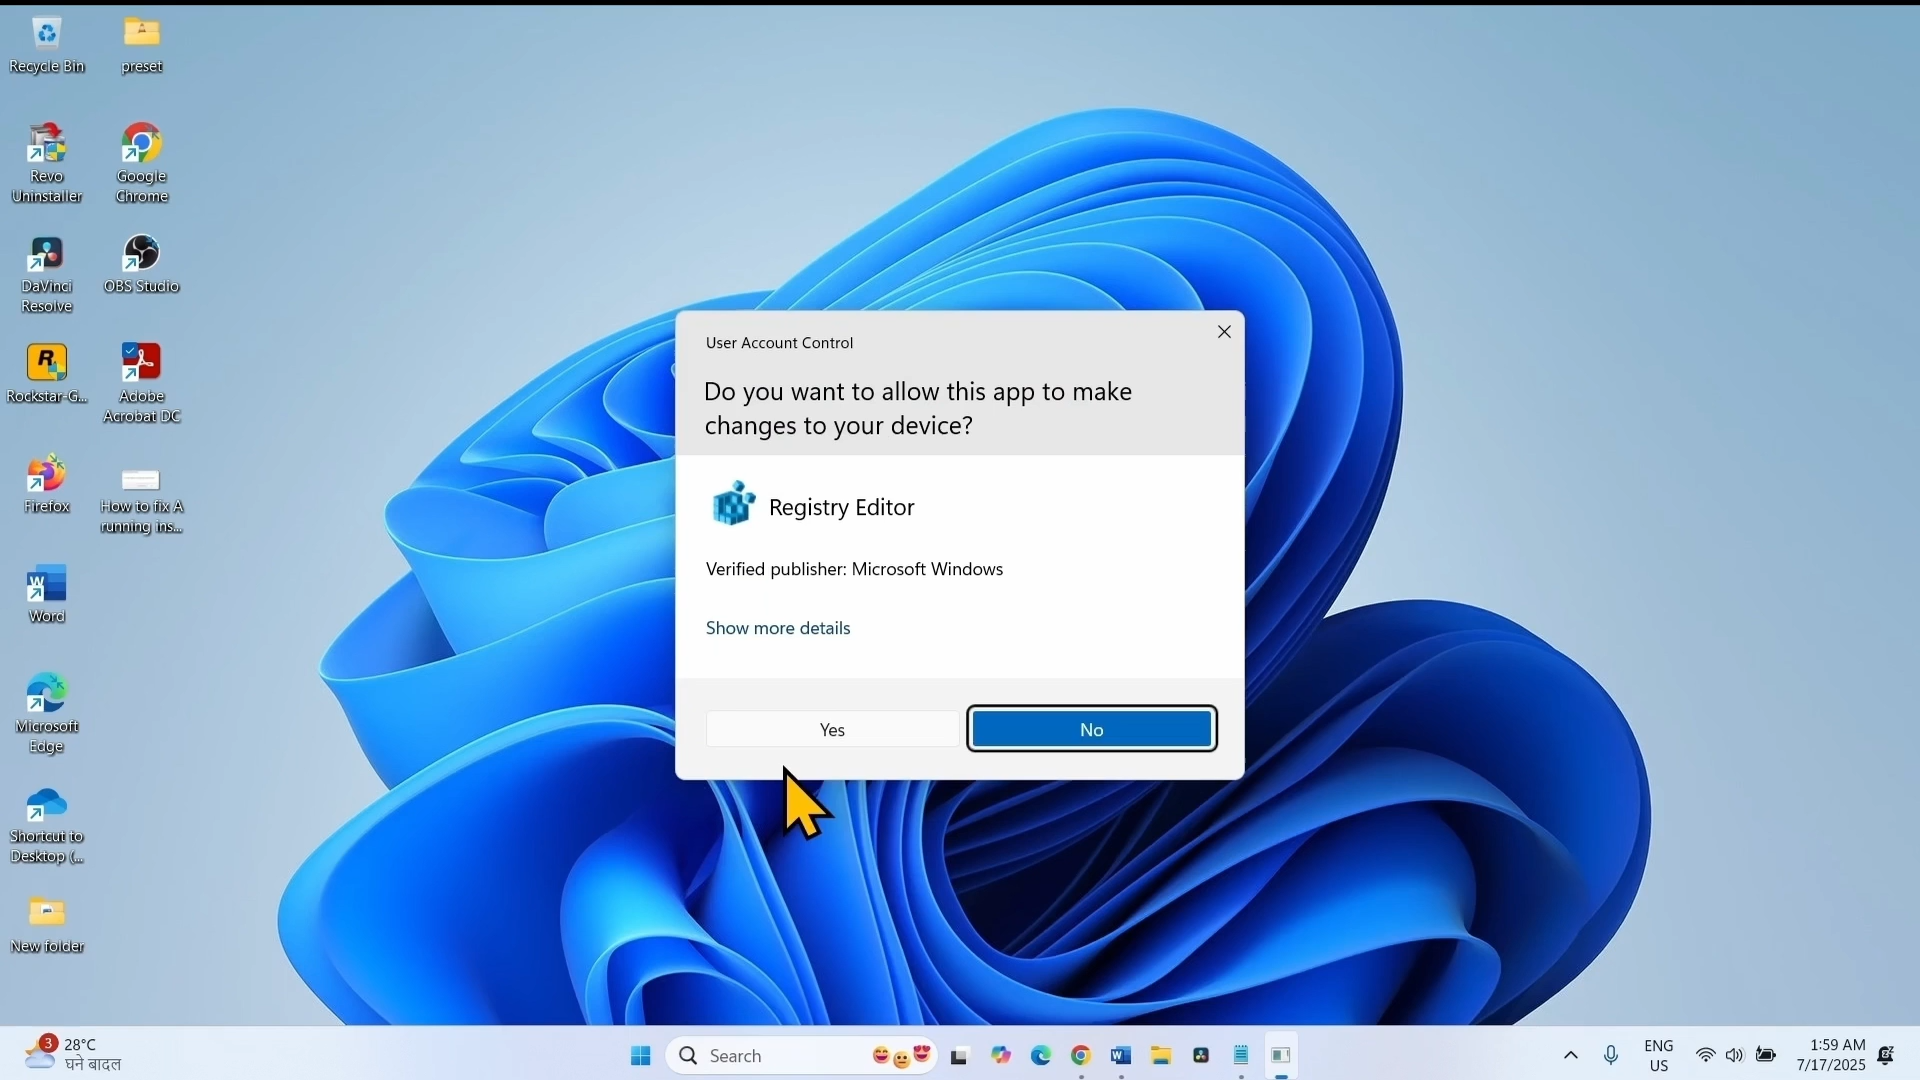 Recycle Bin
preset
Revo
Uninstaller
Google
Chrome
DaVinci
Resolve
OBS Studio
Rockstar-G...
Adobe
Acrobat DC
Firefox
How to fix A
running ins...
Word
Microsoft
Edge
Shortcut to
Desktop (...
New folder
User Account Control
Do you want to allow this app to make
changes to your device?
Registry Editor
Verified publisher: Microsoft Windows
Show more details
Yes
No
3
28°C
घने बादल
Search
ENG
US
1:59 AM
7/17/2025